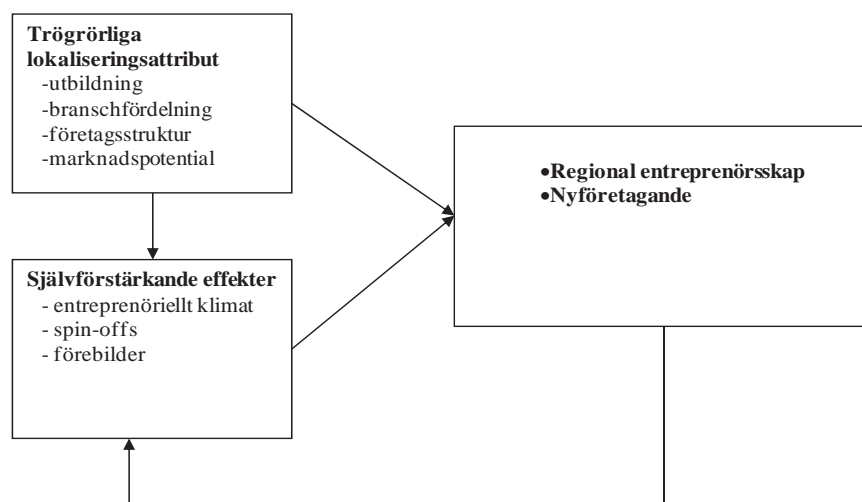 Trögrörliga
lokaliseringsattribut
-utbildning
-branschfördelning
-företagsstruktur
-marknadspotential
Självförstärkande effekter
- entreprenöriellt klimat
- spin-offs
- förebilder
•Regional entreprenörsskap
•Nyföretagande